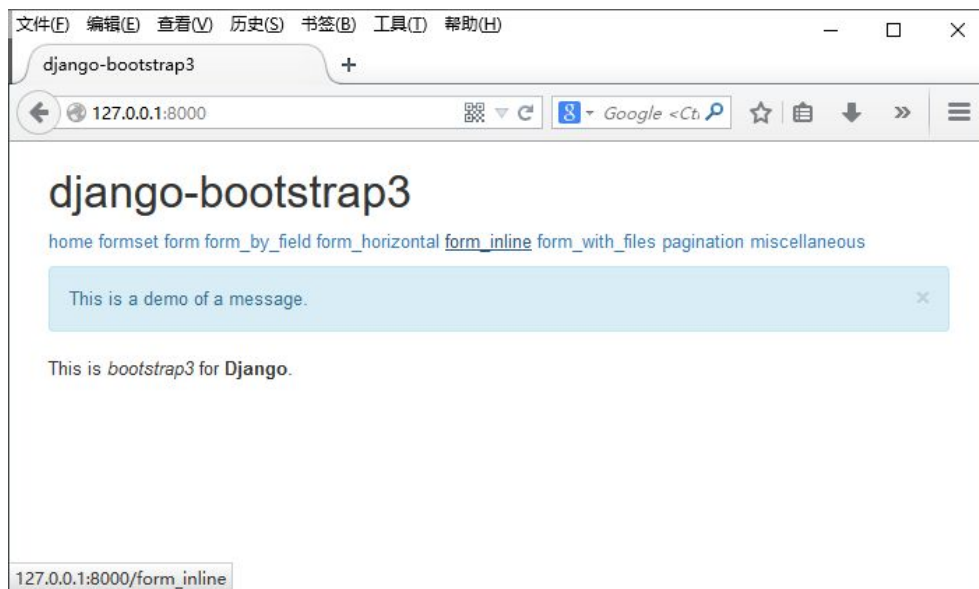 文件(F) 编辑(E) 查看(V) 历史(S) 书签(B) 工具(T) 帮助(H)
django-bootstrap3
127.0.0.1:8000
8 Google <Ct
django-bootstrap3
home formset form form_by_field form_horizontal form_inline form_with_files pagination miscellaneous
This is a demo of a message. ×
This is bootstrap3 for Django.
127.0.0.1:8000/form_inline